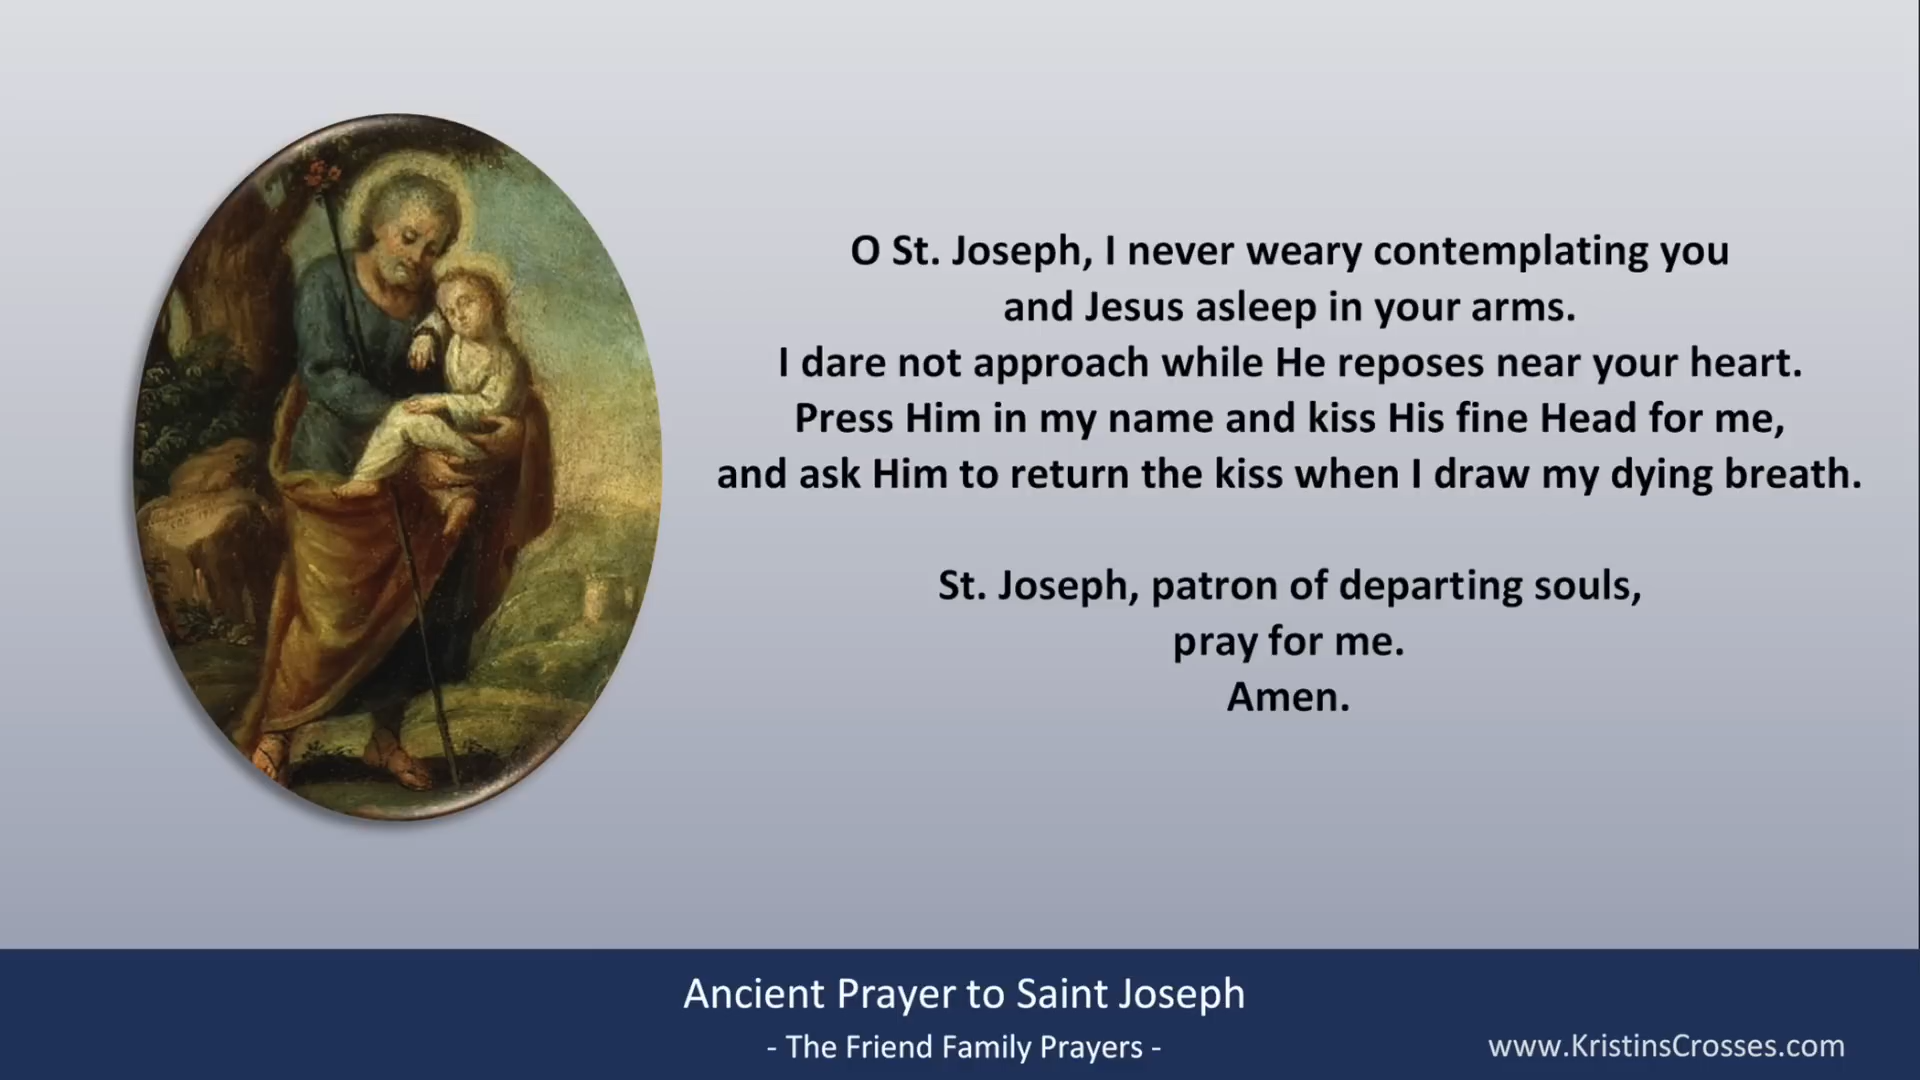 O St. Joseph, I never weary contemplating you
and Jesus asleep in your arms.
I dare not approach while He reposes near your heart.
Press Him in my name and kiss His fine Head for me,
and ask Him to return the kiss when I draw my dying breath.
St. Joseph, patron of departing souls,
pray for me.
Amen.
Ancient Prayer to Saint Joseph
- The Friend Family Prayers -
www.KristinsCrosses.com